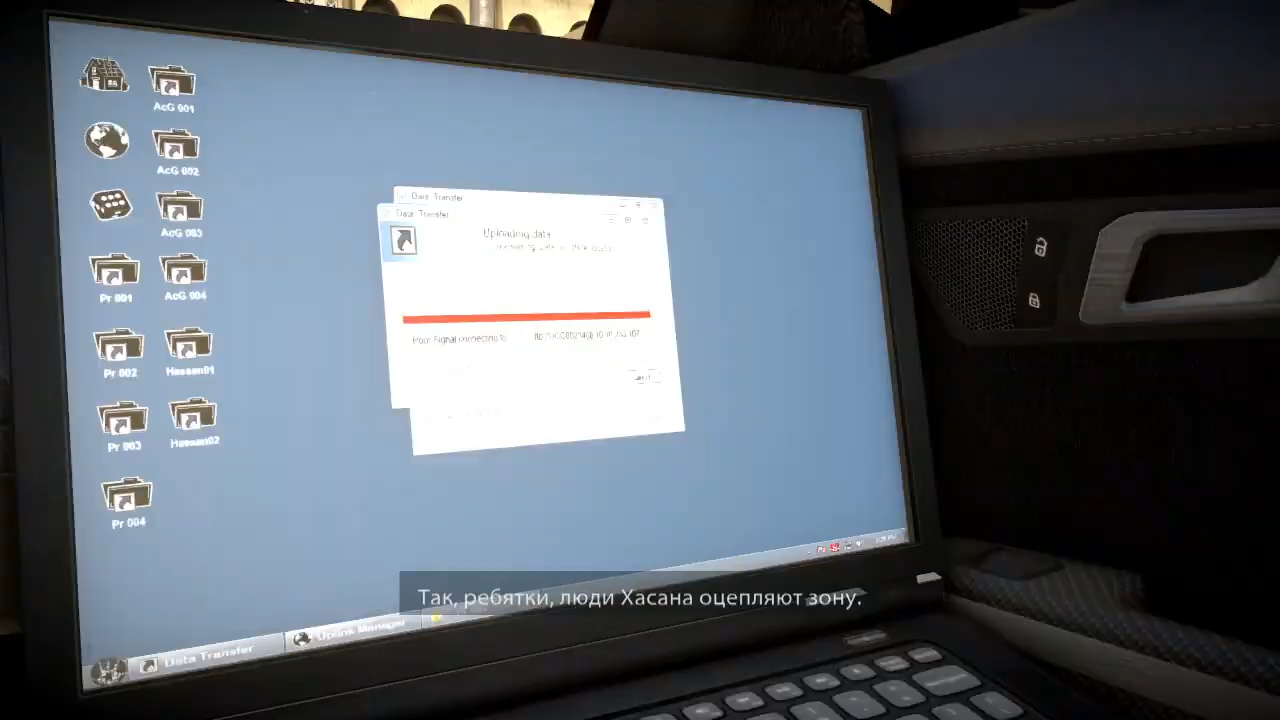 AcG 001
AcG 002
AcG 003
Pr 001
AcG 004
Pr 002
Hassan01
Pr 003
Hassan02
Pr 004
Data Transfer
Data Transfer
Uploading data
Poor Signal connecting to
Так, ребятки, люди Хасана оцепляют зону.
Data Transfer
Uplink Manager